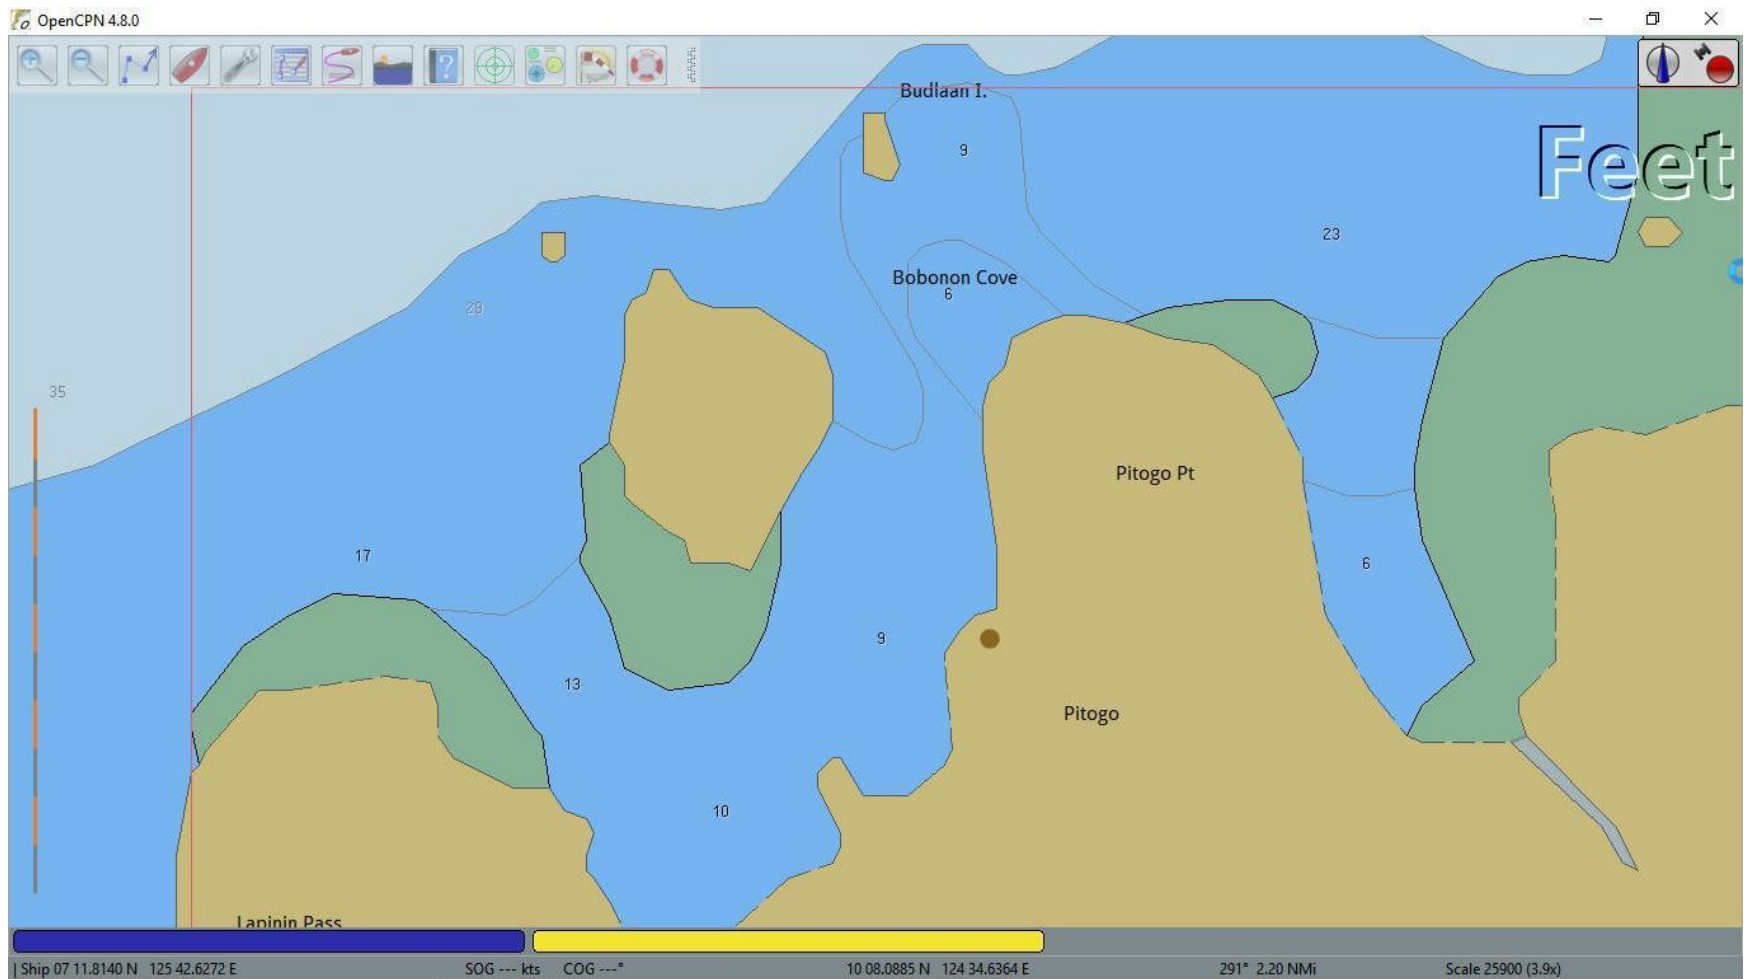 OpenCPN 4.8.0
Budlaan I.
9
Feet
23
Bobonon Cove
6
29
35
Pitogo Pt
17
6
9
13
Pitogo
10
Lapinin Pass
Ship 07 11.8140 N 125 42.6272 E SOG --- kts COG ---° 10 08.0885 N 124 34.6364 E 291° 2.20 NMi Scale 25900 (3.9x)